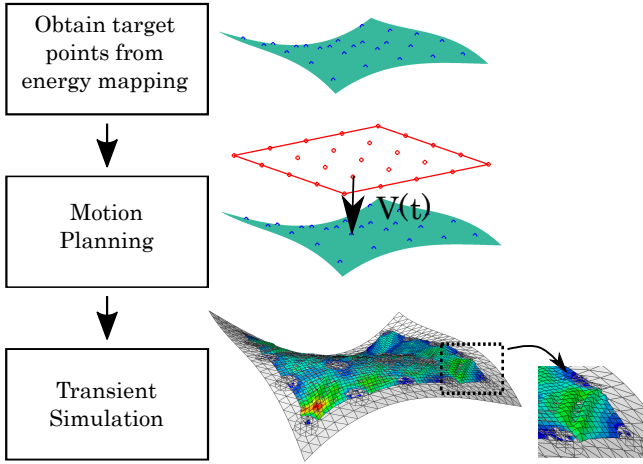 Obtain target
points from
energy mapping
Motion
Planning
V(t)
Transient
Simulation